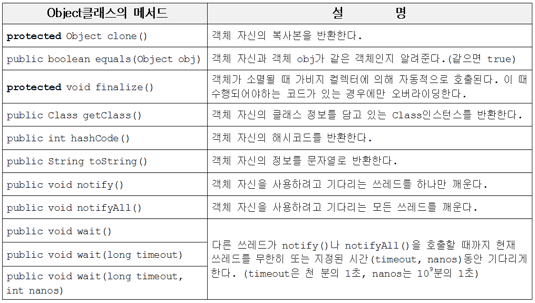 Object클래스의 메서드 설 명
protected Object clone() 객체 자신의 복사본을 반환한다.
public boolean equals(Object obj) 객체 자신과 객체 obj가 같은 객체인지 알려준다.(같으면 true)
protected void finalize() 객체가 소멸될 때 가비지 컬렉터에 의해 자동적으로 호출된다. 이 때
수행되어야하는 코드가 있는 경우에만 오버라이딩한다.
public Class getClass() 객체 자신의 클래스 정보를 담고 있는 Class인스턴스를 반환한다.
public int hashCode() 객체 자신의 해시코드를 반환한다.
public String toString() 객체 자신의 정보를 문자열로 반환한다.
public void notify() 객체 자신을 사용하려고 기다리는 쓰레드를 하나만 깨운다.
public void notifyAll() 객체 자신을 사용하려고 기다리는 모든 쓰레드를 깨운다.
public void wait()
public void wait(long timeout)
public void wait(long timeout,
int nanos)
다른 쓰레드가 notify()나 notifyAll()을 호출할 때까지 현재
쓰레드를 무한히 또는 지정된 시간(timeout, nanos)동안 기다리게
한다. (timeout은 천 분의 1초, nanos는 10⁹분의 1초)